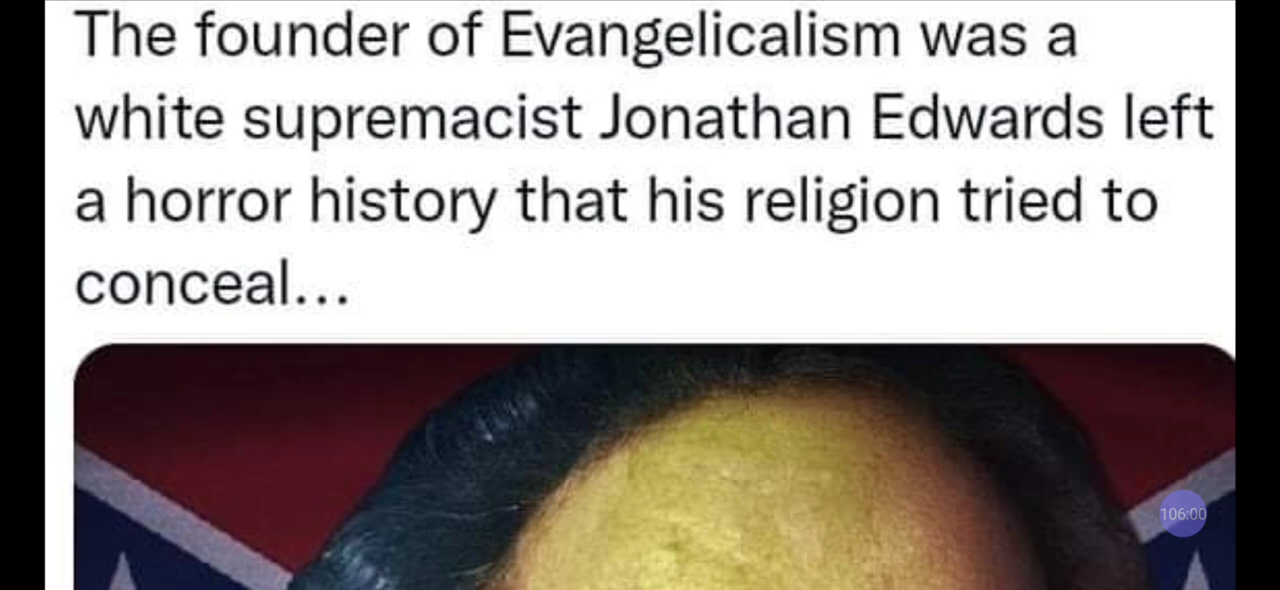 The founder of Evangelicalism was a
white supremacist Jonathan Edwards left
a horror history that his religion tried to
conceal...
106:00